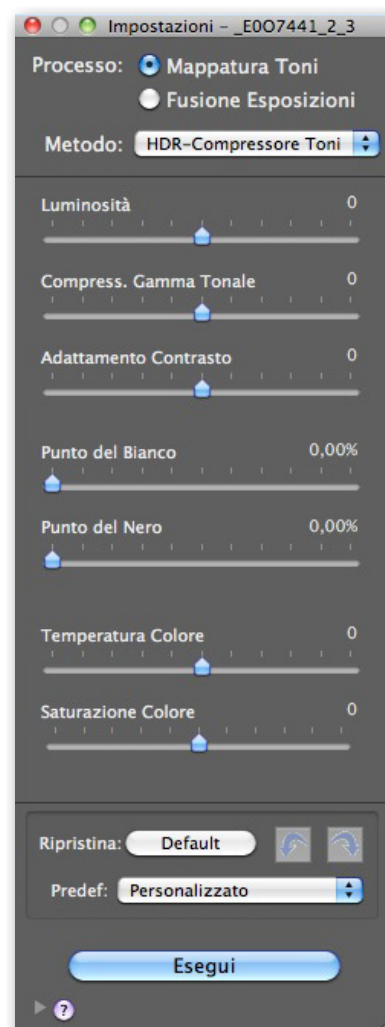 Impostazioni - _E0O7441_2_3
Processo: Mappatura Toni
Fusione Esposizioni
Metodo: HDR-Compressore Toni
Luminosità 0
Compress. Gamma Tonale 0
Adattamento Contrasto 0
Punto del Bianco 0,00%
Punto del Nero 0,00%
Temperatura Colore 0
Saturazione Colore 0
Ripristina: Default
Predef: Personalizzato
Esegui
?